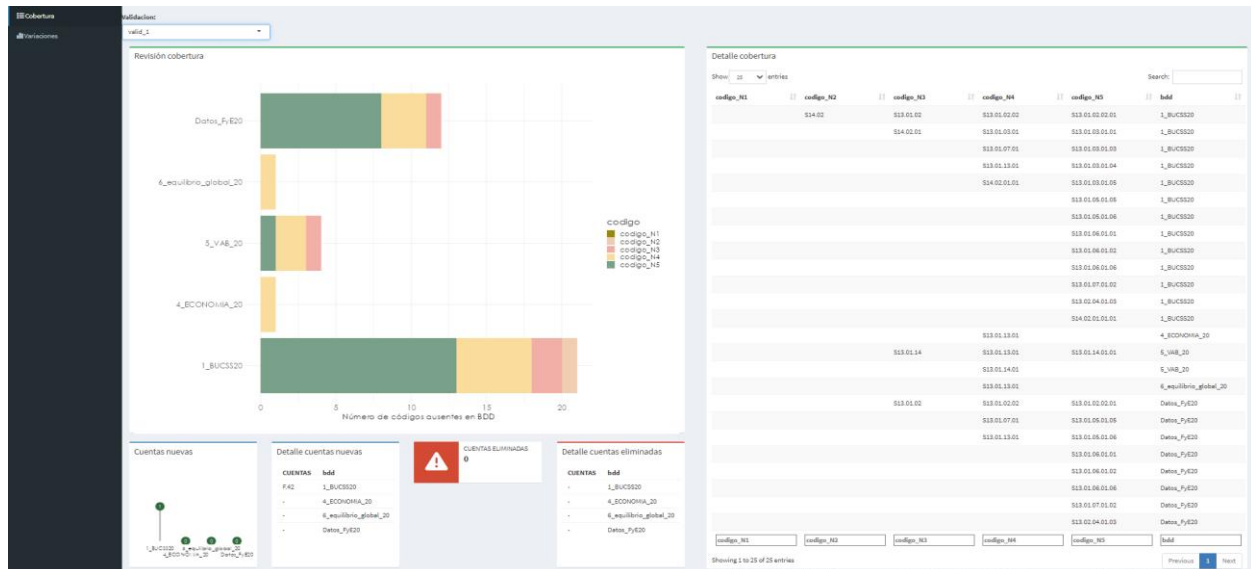 Cobertura
Variaciones
Validacion:
valid_1
Revisión cobertura
Datos_FyE20
6_equilibrio_global_20
5_VAB_20
4_ECONOMIA_20
1_BUCSS20
0 5 10 15 20
Número de códigos ausentes en BDD
codigo
codigo_N1
codigo_N2
codigo_N3
codigo_N4
codigo_N5
Cuentas nuevas
1_BUCSS20 6_equilibrio_global_20
4_ECONOMIA_20 Datos_FyE20
Detalle cuentas nuevas
CUENTAS bdd
F.42 1_BUCSS20
- 4_ECONOMIA_20
- 6_equilibrio_global_20
- Datos_FyE20
CUENTAS ELIMINADAS
0
Detalle cuentas eliminadas
CUENTAS bdd
- 1_BUCSS20
- 4_ECONOMIA_20
- 6_equilibrio_global_20
- Datos_FyE20
Detalle cobertura
Show 25 entries Search:
codigo_N1 codigo_N2 codigo_N3 codigo_N4 codigo_N5 bdd
S14.02 S13.01.02 S13.01.02.02 S13.01.02.02.01 1_BUCSS20
S14.02.01 S13.01.03.01 S13.01.03.01.01 1_BUCSS20
S13.01.07.01 S13.01.03.01.03 1_BUCSS20
S13.01.13.01 S13.01.03.01.04 1_BUCSS20
S14.02.01.01 S13.01.03.01.05 1_BUCSS20
S13.01.05.01.05 1_BUCSS20
S13.01.05.01.06 1_BUCSS20
S13.01.06.01.01 1_BUCSS20
S13.01.06.01.02 1_BUCSS20
S13.01.06.01.06 1_BUCSS20
S13.01.07.01.02 1_BUCSS20
S13.02.04.01.03 1_BUCSS20
S14.02.01.01.01 1_BUCSS20
S13.01.13.01 4_ECONOMIA_20
S13.01.14 S13.01.13.01 S13.01.14.01.01 5_VAB_20
S13.01.14.01 5_VAB_20
S13.01.13.01 6_equilibrio_global_20
S13.01.02 S13.01.02.02 S13.01.02.02.01 Datos_FyE20
S13.01.07.01 S13.01.05.01.05 Datos_FyE20
S13.01.13.01 S13.01.05.01.06 Datos_FyE20
S13.01.06.01.01 Datos_FyE20
S13.01.06.01.02 Datos_FyE20
S13.01.06.01.06 Datos_FyE20
S13.01.07.01.02 Datos_FyE20
S13.02.04.01.03 Datos_FyE20
codigo_N1 codigo_N2 codigo_N3 codigo_N4 codigo_N5 bdd
Showing 1 to 25 of 25 entries
Previous 1 Next